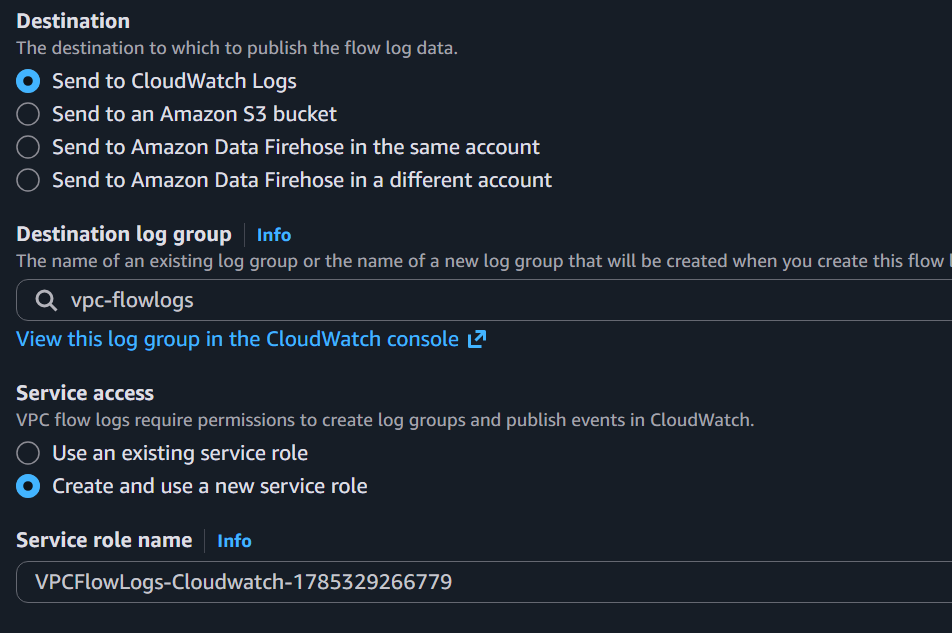 Destination
The destination to which to publish the flow log data.
Send to CloudWatch Logs
Send to an Amazon S3 bucket
Send to Amazon Data Firehose in the same account
Send to Amazon Data Firehose in a different account
Destination log group Info
The name of an existing log group or the name of a new log group that will be created when you create this flow
vpc-flowlogs
View this log group in the CloudWatch console
Service access
VPC flow logs require permissions to create log groups and publish events in CloudWatch.
Use an existing service role
Create and use a new service role
Service role name Info
VPCFlowLogs-Cloudwatch-1785329266779